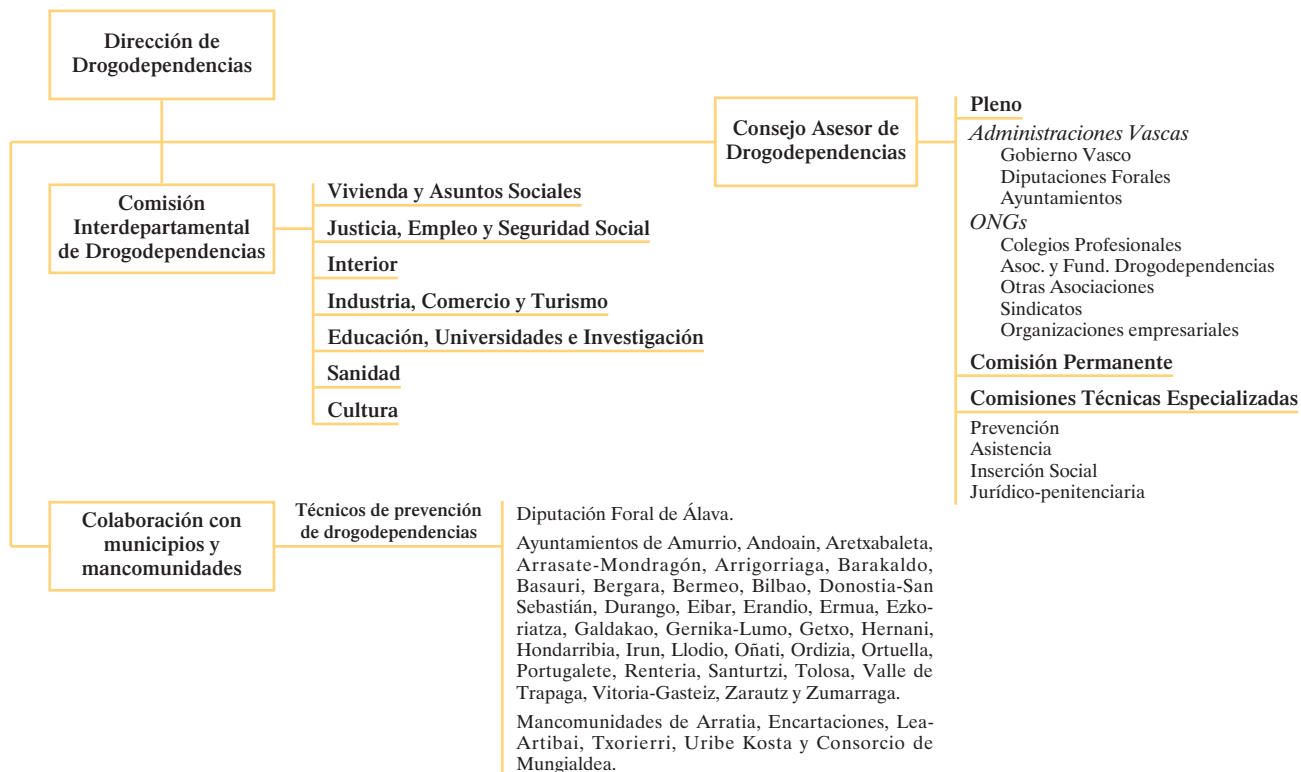 Dirección de
Drogodependencias
Consejo Asesor de
Drogodependencias
Pleno
Administraciones Vascas
Gobierno Vasco
Diputaciones Forales
Ayuntamientos
ONGs
Colegios Profesionales
Asoc. y Fund. Drogodependencias
Otras Asociaciones
Sindicatos
Organizaciones empresariales
Comisión Permanente
Comisiones Técnicas Especializadas
Prevención
Asistencia
Inserción Social
Jurídico-penitenciaria
Comisión
Interdepartamental
de Drogodependencias
Vivienda y Asuntos Sociales
Justicia, Empleo y Seguridad Social
Interior
Industria, Comercio y Turismo
Educación, Universidades e Investigación
Sanidad
Cultura
Colaboración con
municipios y
mancomunidades
Técnicos de prevención
de drogodependencias
Diputación Foral de Álava.
Ayuntamientos de Amurrio, Andoain, Aretxabaleta,
Arrasate-Mondragón, Arrigorriaga, Barakaldo,
Basauri, Bergara, Bermeo, Bilbao, Donostia-San
Sebastián, Durango, Eibar, Erandio, Ermua, Ezko-
riatza, Galdakao, Gernika-Lumo, Getxo, Hernani,
Hondarribia, Irun, Llodio, Oñati, Ordizia, Ortuella,
Portugalete, Renteria, Santurtzi, Tolosa, Valle de
Trapaga, Vitoria-Gasteiz, Zarautz y Zumarraga.
Mancomunidades de Arratia, Encartaciones, Lea-
Artibai, Txorierri, Uribe Kosta y Consorcio de
Mungialdea.